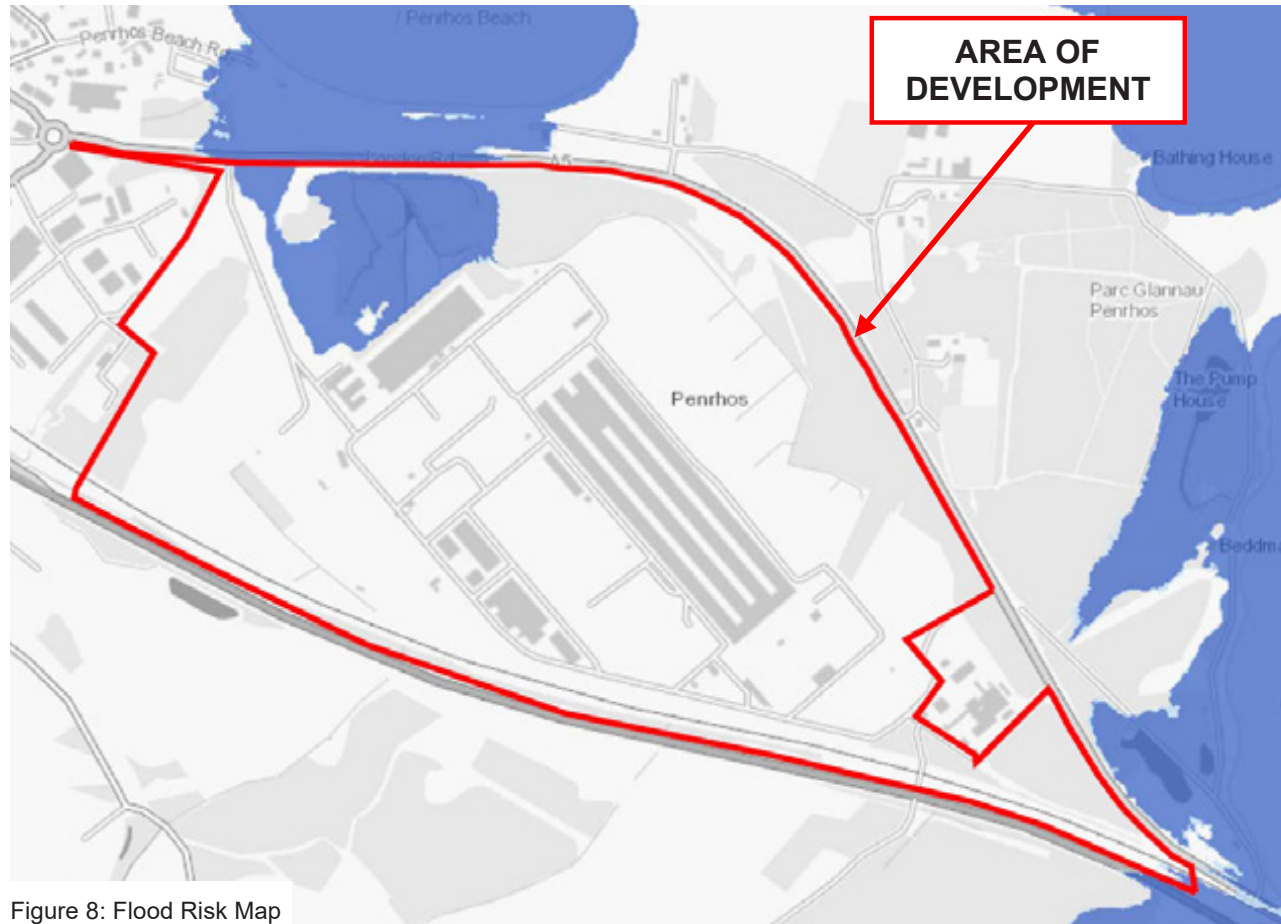 / Penrhos Beach
Penrhos Beach Rd
AREA OF
DEVELOPMENT
A5
Bathing House
Parc Glannau
Penrhos
The Pump
House
Penrhos
Beddma
Figure 8: Flood Risk Map